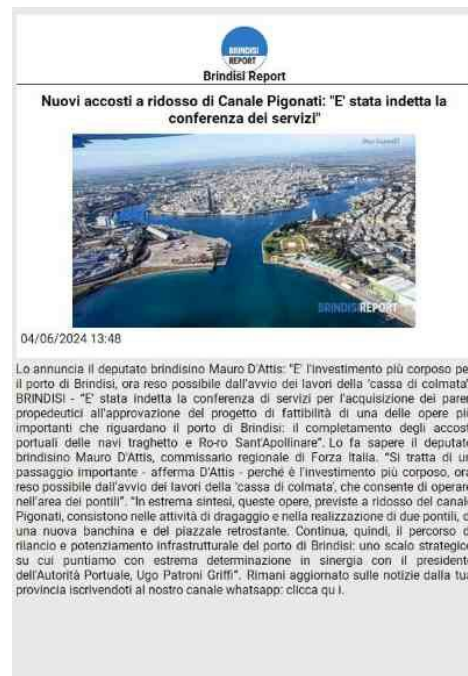 BRINDISI
REPORT
Brindisi Report
Nuovi accosti a ridosso di Canale Pigonati: "E' stata indetta la
conferenza dei servizi"
BRINDISIREPORT
04/06/2024 13:48
Lo annuncia il deputato brindisino Mauro D'Attis: "E' l'investimento più corposo pe
il porto di Brindisi, ora reso possibile dall'avvio dei lavori della 'cassa di colmata'
BRINDISI - "E' stata indetta la conferenza di servizi per l'acquisizione dei parer
propedeutici all'approvazione del progetto di fattibilità di una delle opere pi
importanti che riguardano il porto di Brindisi: il completamento degli accost
portuali delle navi traghetto e Ro-ro Sant'Apollinare". Lo fa sapere il deputato
brindisino Mauro D'Attis, commissario regionale di Forza Italia. "Si tratta di un
passaggio importante - afferma D'Attis - perché è l'investimento più corposo, ora
reso possibile dall'avvio dei lavori della 'cassa di colmata', che consente di operare
nell'area dei pontili". "In estrema sintesi, queste opere, previste a ridosso del canale
Pigonati, consistono nelle attività di dragaggio e nella realizzazione di due pontili, d
una nuova banchina e del piazzale retrostante. Continua, quindi, il percorso d
rilancio e potenziamento infrastrutturale del porto di Brindisi: uno scalo strategico
su cui puntiamo con estrema determinazione in sinergia con il presidente
dell'Autorità Portuale, Ugo Patroni Griffi". Rimani aggiornato sulle notizie dalla tua
provincia iscrivendoti al nostro canale whatsapp: clicca qu i.